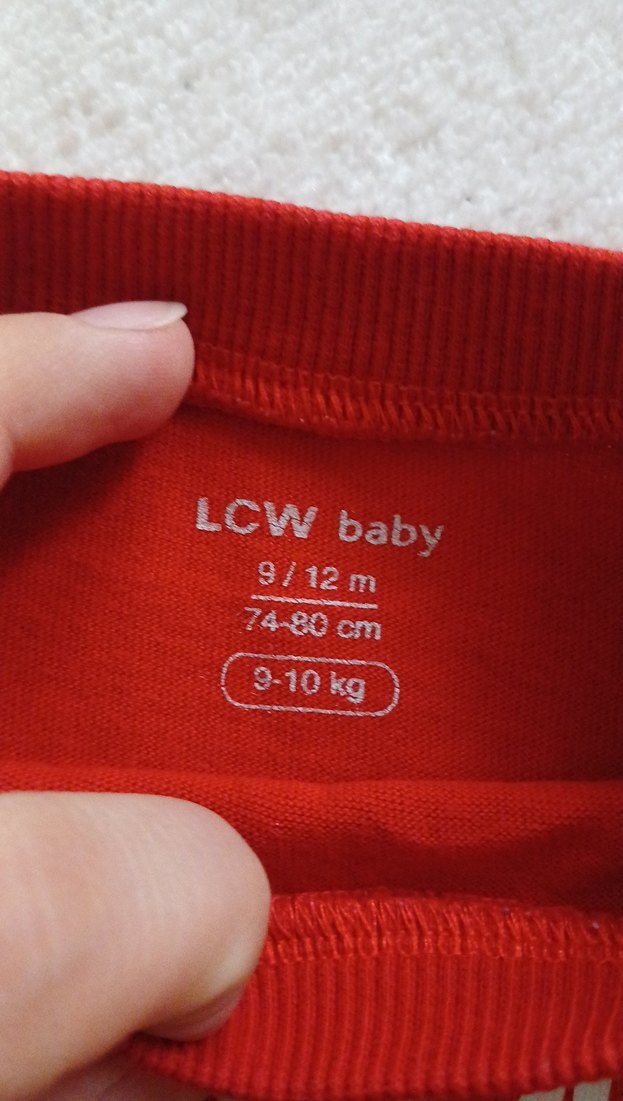 LCW baby
9 / 12 m
74-80 cm
9-10 kg